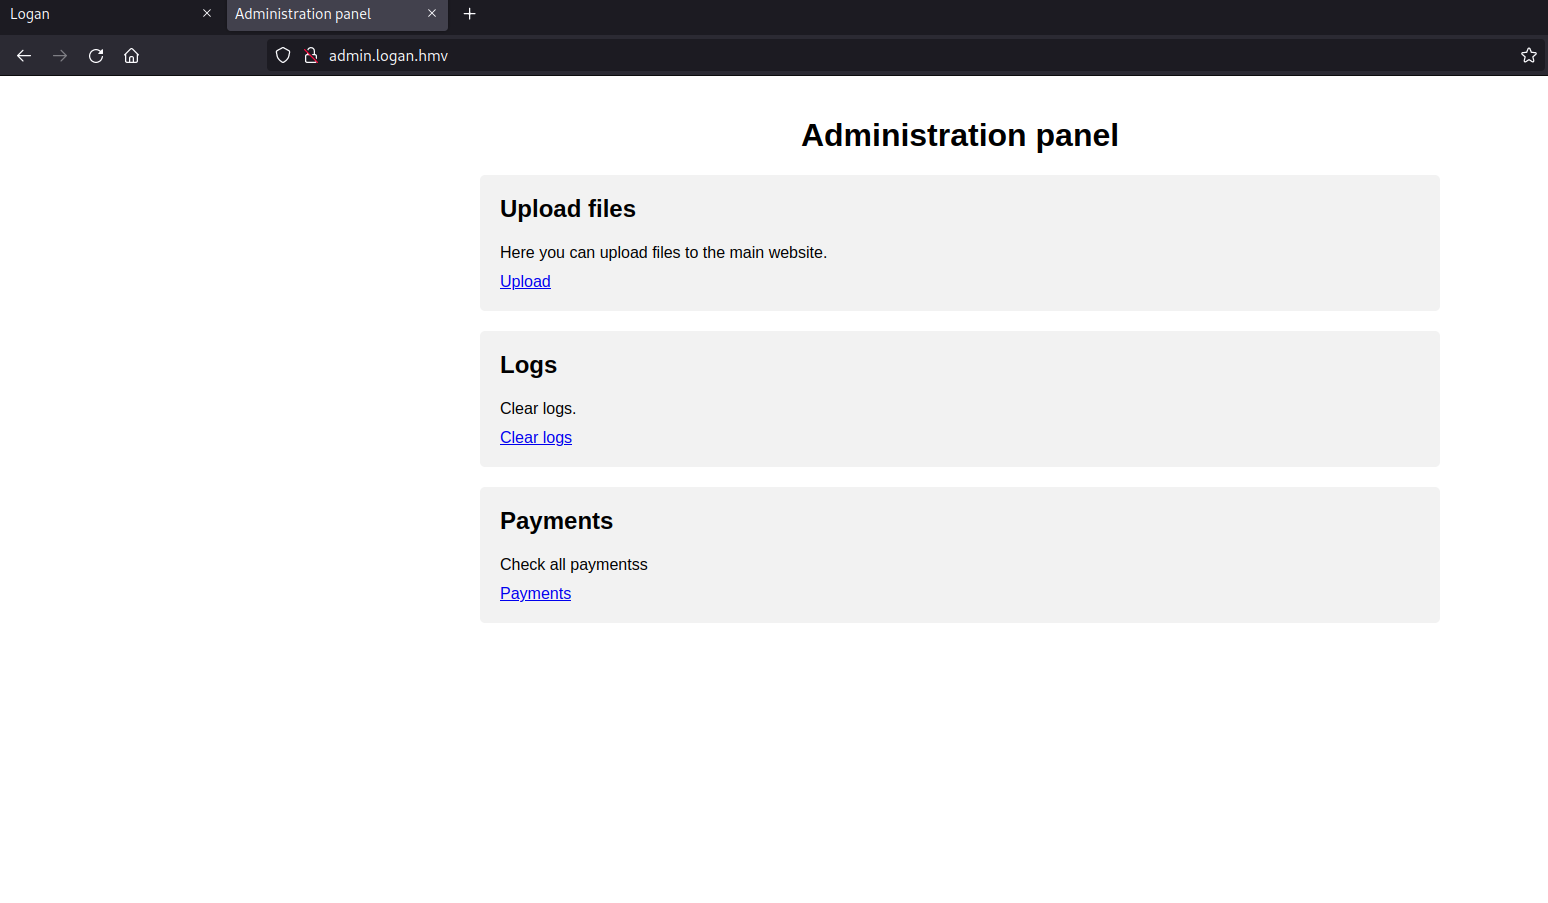 Logan
Administration panel
admin.logan.hmv
Administration panel
Upload files
Here you can upload files to the main website.
Upload
Logs
Clear logs.
Clear logs
Payments
Check all paymentss
Payments